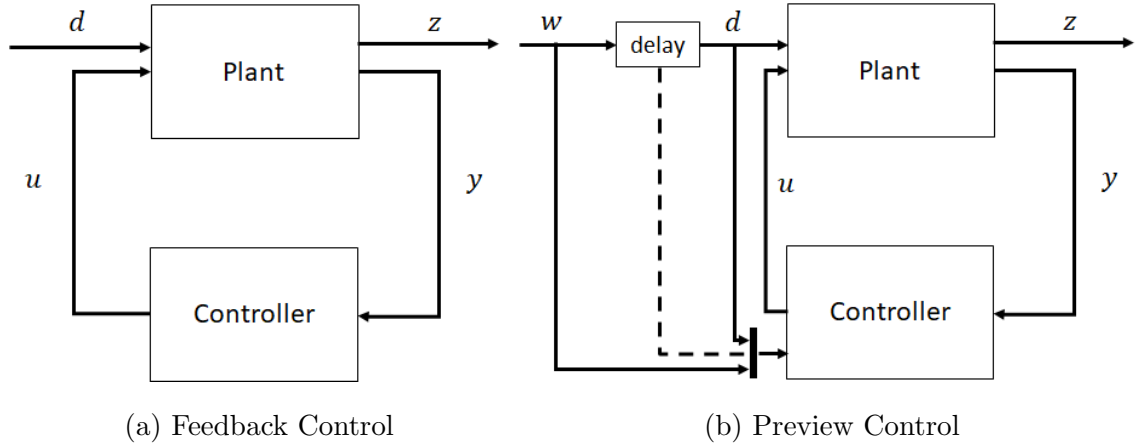 d
z
Plant
u
y
Controller
(a) Feedback Control
w
delay
d
z
Plant
u
y
Controller
(b) Preview Control